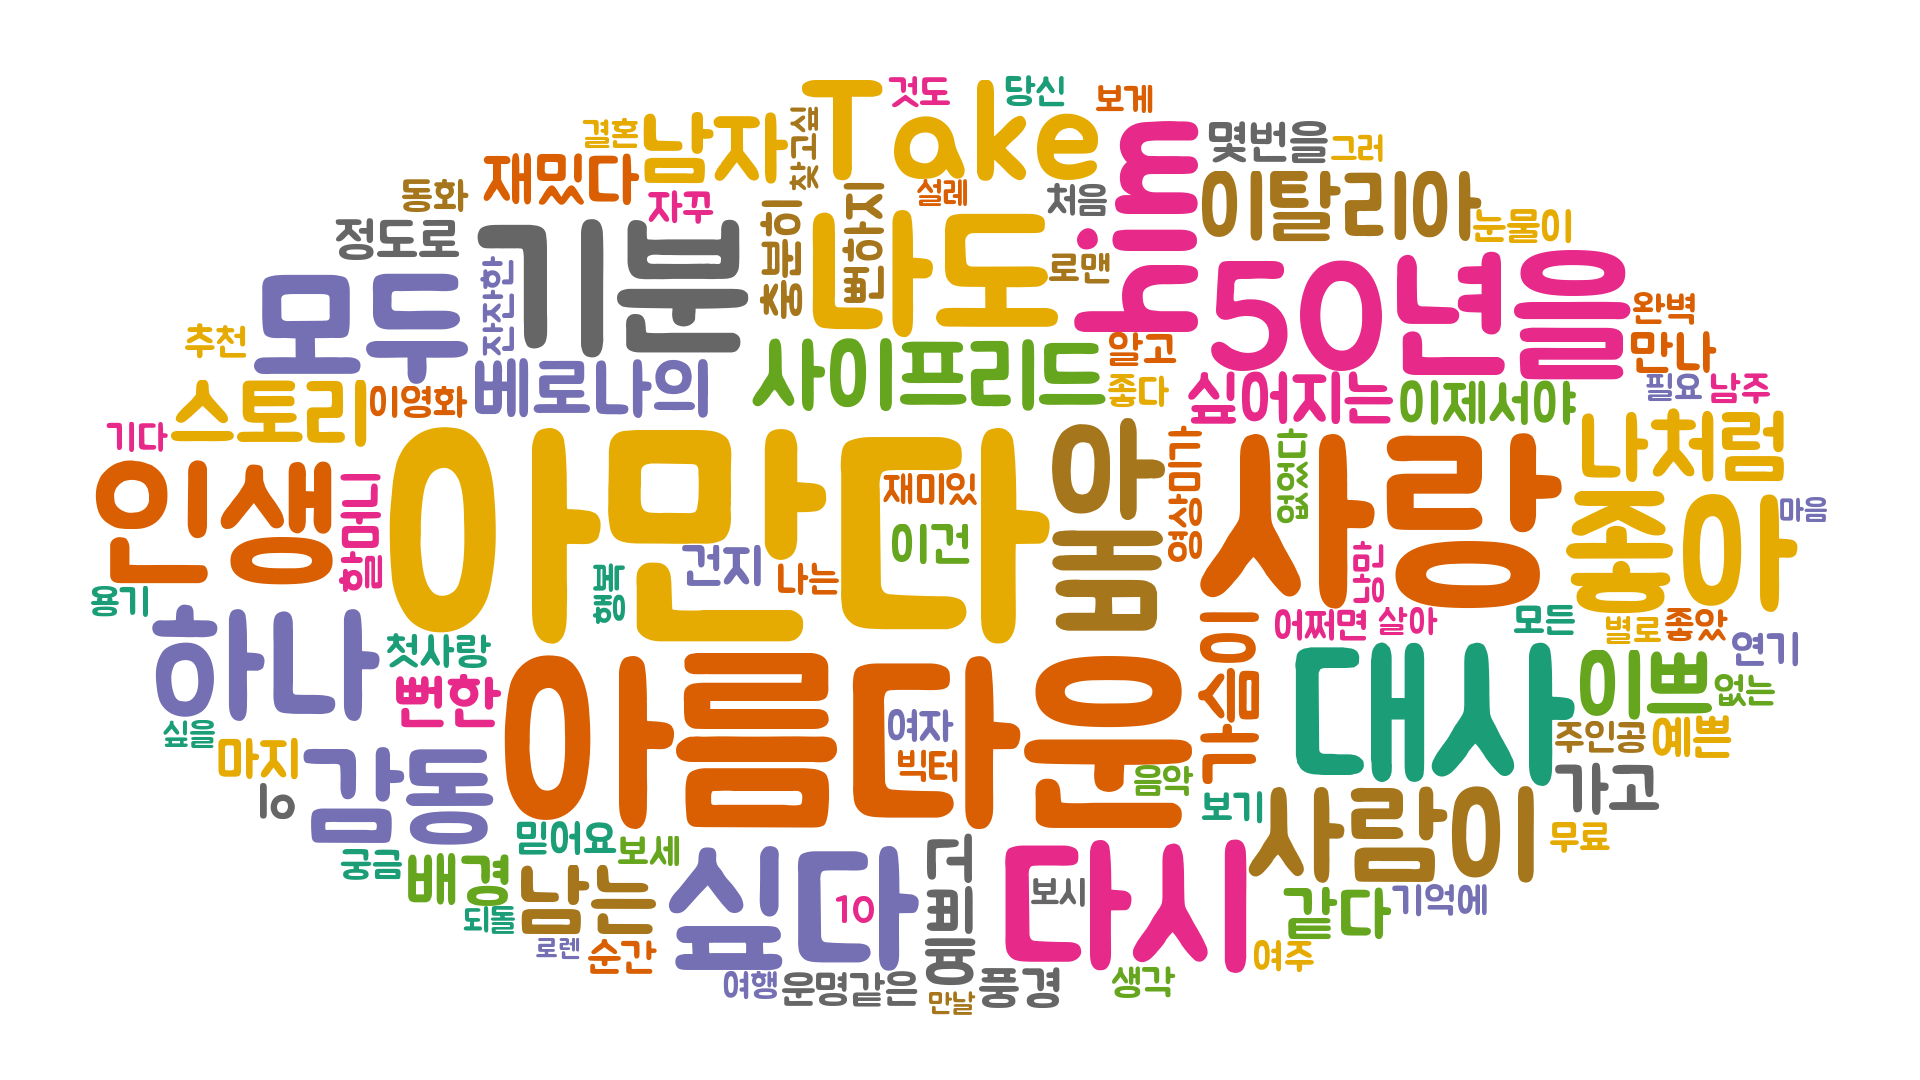 Take
것도
당신
보게
결혼
남자
찾고싶
몇번을
그러
재밌다
동화
자꾸
설레
처음
이탈리아
눈물이
정도로
기분
충분히
뻔하지
나도
로맨
50년을
완벽
만나
모두
잔잔한
추천
베로나의
사이프리드
알고
좋다
싶어지는
이제서야
필요
남주
스토리
이영화
기다
아만다
재미있
이건
영상미가
사랑
없었다
나처럼
좋아
마음
인생
할머니
건지
나는
행복
낭만
용기
하나
첫사랑
뻔한
아름다운
여자
빅터
가슴이
어쩌면
살아
모든
별로
좋았
연기
대사
이쁘
없는
싶을
마지
감동
음악
보기
주인공
예쁜
가고
이
사람이
무료
궁금
믿어요
보세
배경
남는
싶다
10
다시
보시
같다
기억에
되돌
로렌
순간
여행
운명같은
만날
풍경
생각
여주